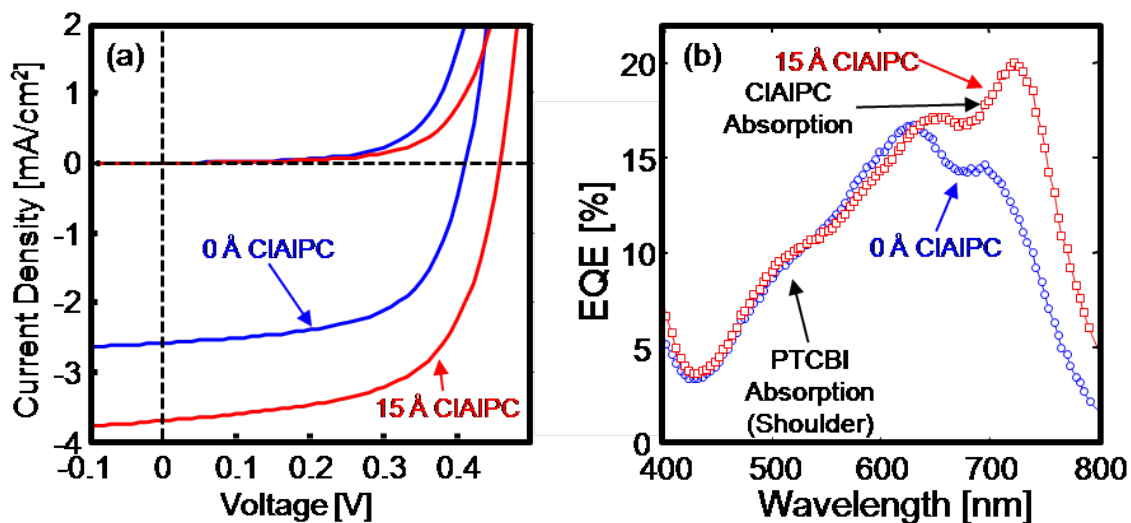 (a)
2
1
0
-1
-2
-3
-4
-0.1
0
0.1
0.2
0.3
0.4
Current Density [mA/cm²]
Voltage [V]
0 Å ClAlPC
15 Å ClAlPC
(b)
20
15
10
5
0
400
500
600
700
800
EQE [%]
Wavelength [nm]
15 Å ClAlPC
ClAlPC
Absorption
0 Å ClAlPC
PTCBI
Absorption
(Shoulder)